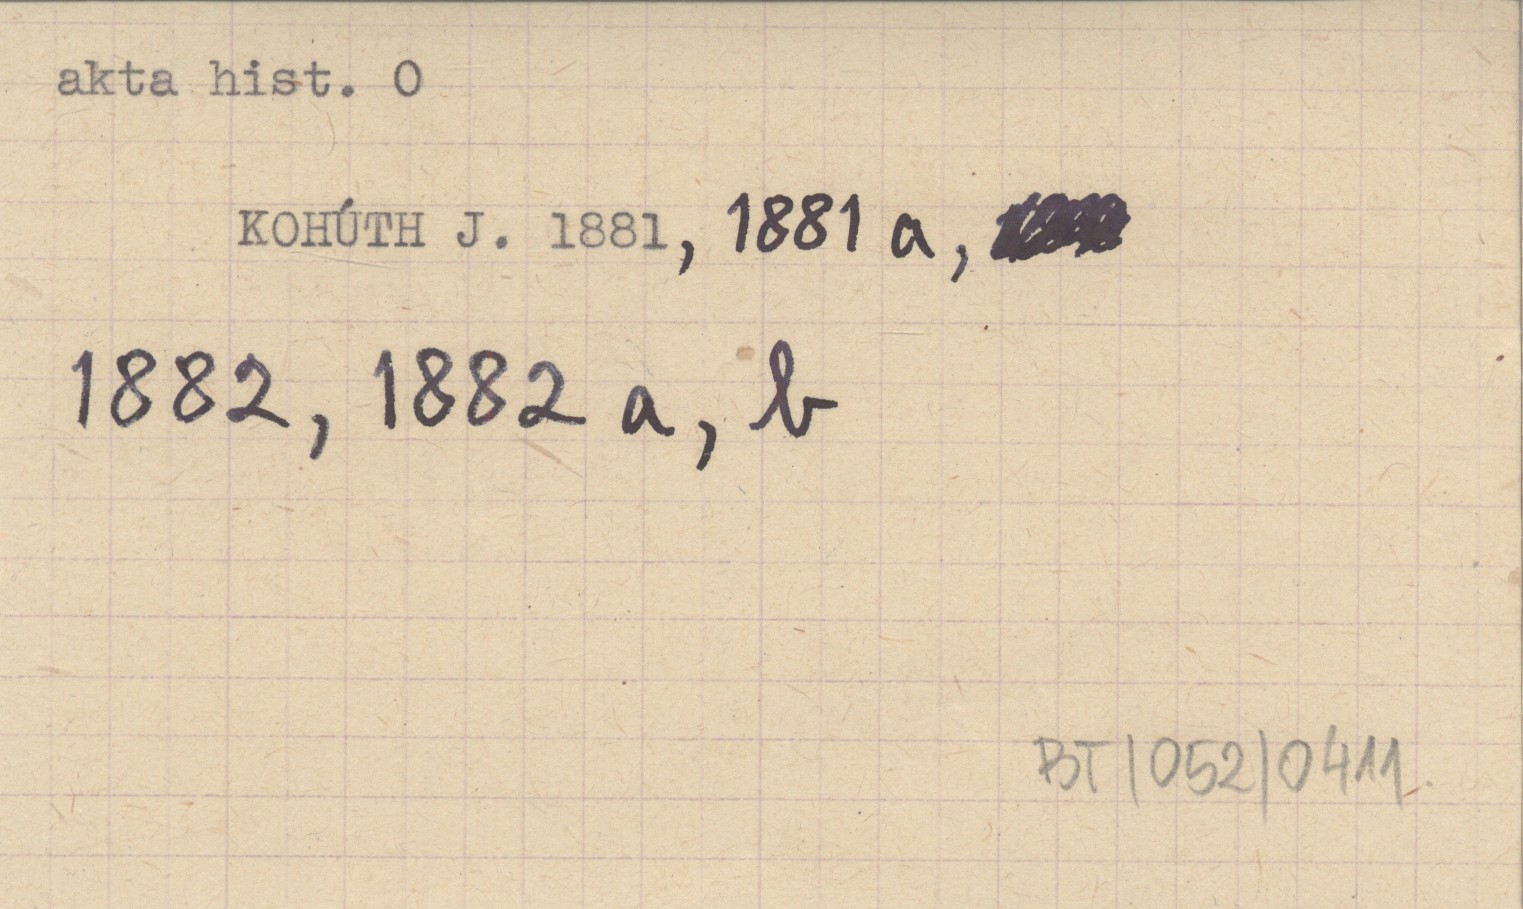 akta hist. O
KOHÚTH J. 1881, 1881 a,
1882, 1882 a, b
BT/052/0411